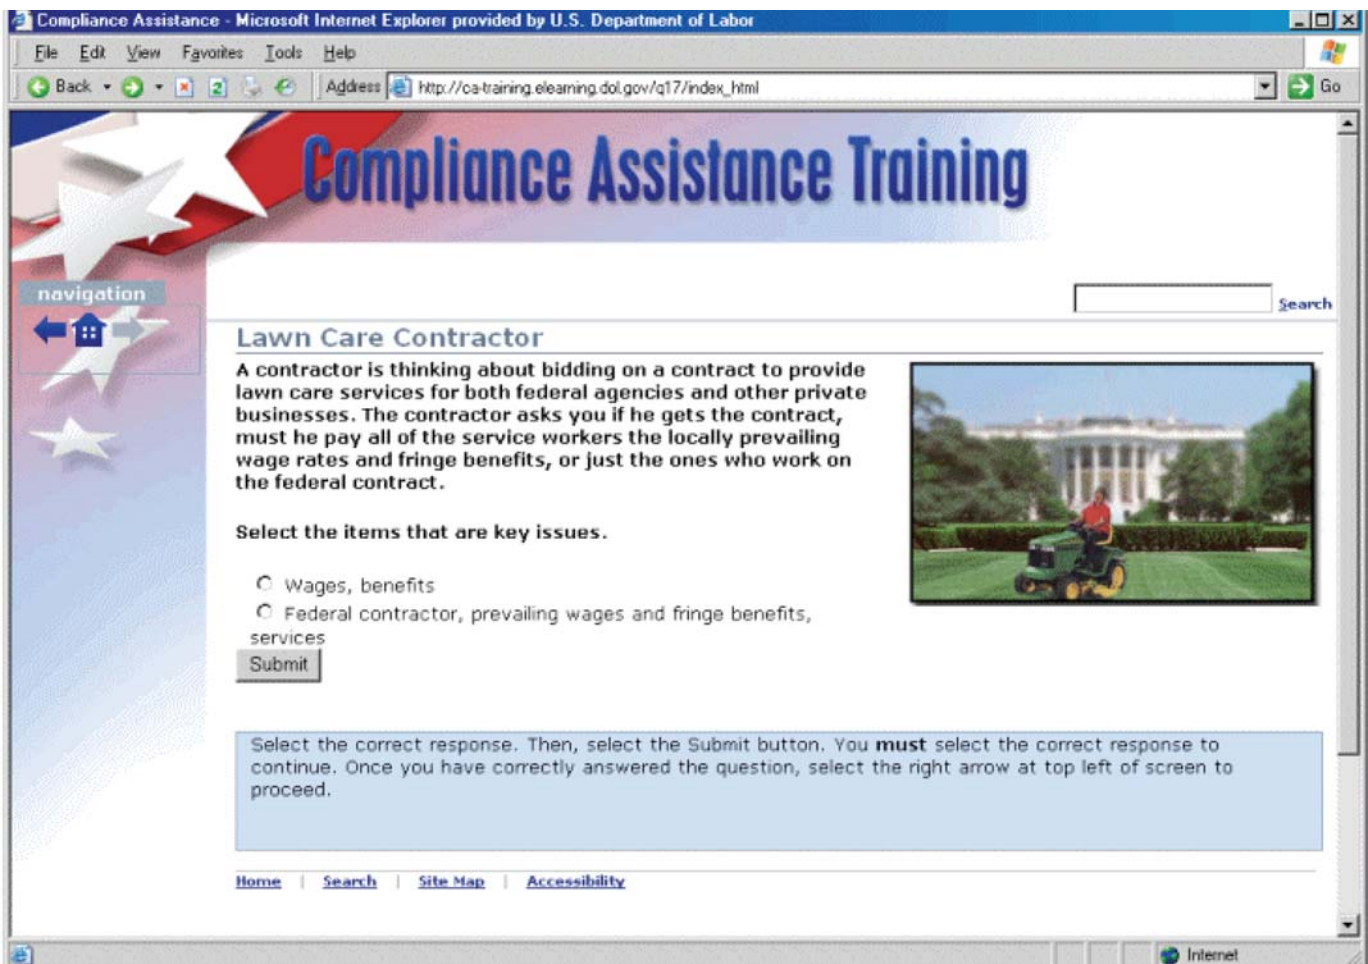 Compliance Assistance - Microsoft Internet Explorer provided by U.S. Department of Labor
File Edit View Favorites Tools Help
Back Address http://ca-training.elearning.dol.gov/q17/index_html Go
Compliance Assistance Training
navigation
Search
Lawn Care Contractor
A contractor is thinking about bidding on a contract to provide
lawn care services for both federal agencies and other private
businesses. The contractor asks you if he gets the contract,
must he pay all of the service workers the locally prevailing
wage rates and fringe benefits, or just the ones who work on
the federal contract.
Select the items that are key issues.
Wages, benefits
Federal contractor, prevailing wages and fringe benefits,
services
Submit
Select the correct response. Then, select the Submit button. You must select the correct response to
continue. Once you have correctly answered the question, select the right arrow at top left of screen to
proceed.
Home | Search | Site Map | Accessibility
Internet